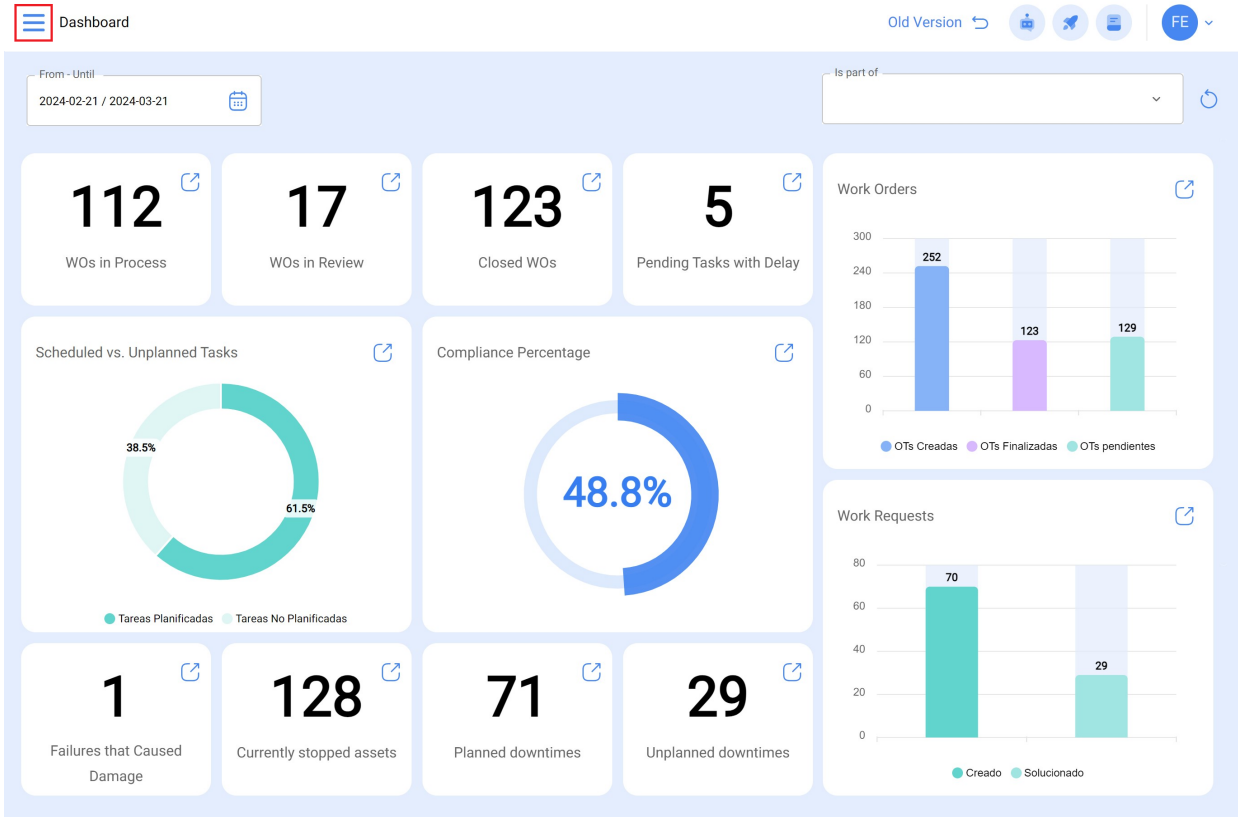 Dashboard
Old Version
FE
From - Until
2024-02-21 / 2024-03-21
Is part of
112
WOs in Process
17
WOs in Review
123
Closed WOs
5
Pending Tasks with Delay
Work Orders
300
240
180
120
60
0
252
123
129
OTs Creadas
OTs Finalizadas
OTs pendientes
Scheduled vs. Unplanned Tasks
38.5%
61.5%
Tareas Planificadas
Tareas No Planificadas
Compliance Percentage
48.8%
Work Requests
80
60
40
20
0
70
29
Creado
Solucionado
1
Failures that Caused
Damage
128
Currently stopped assets
71
Planned downtimes
29
Unplanned downtimes